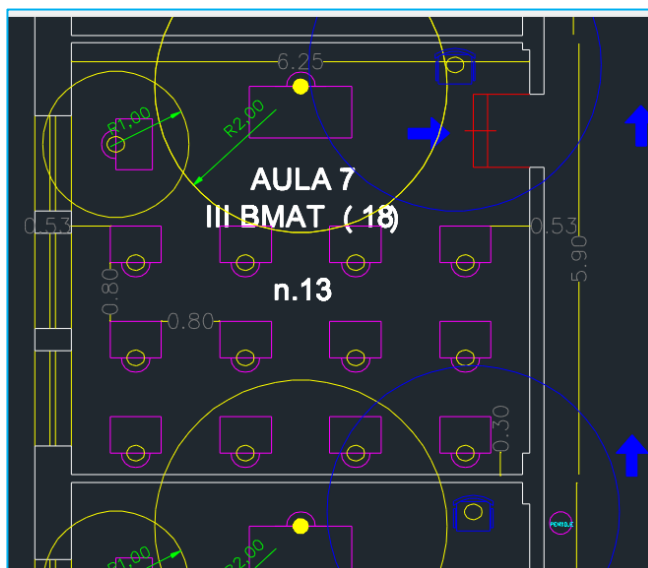 6.25
R1,00
R2,00
AULA 7
III BMAT ( 18)
0.53
0.53
5.90
0.80
n.13
0.80
0.30
R1,00
R2,00